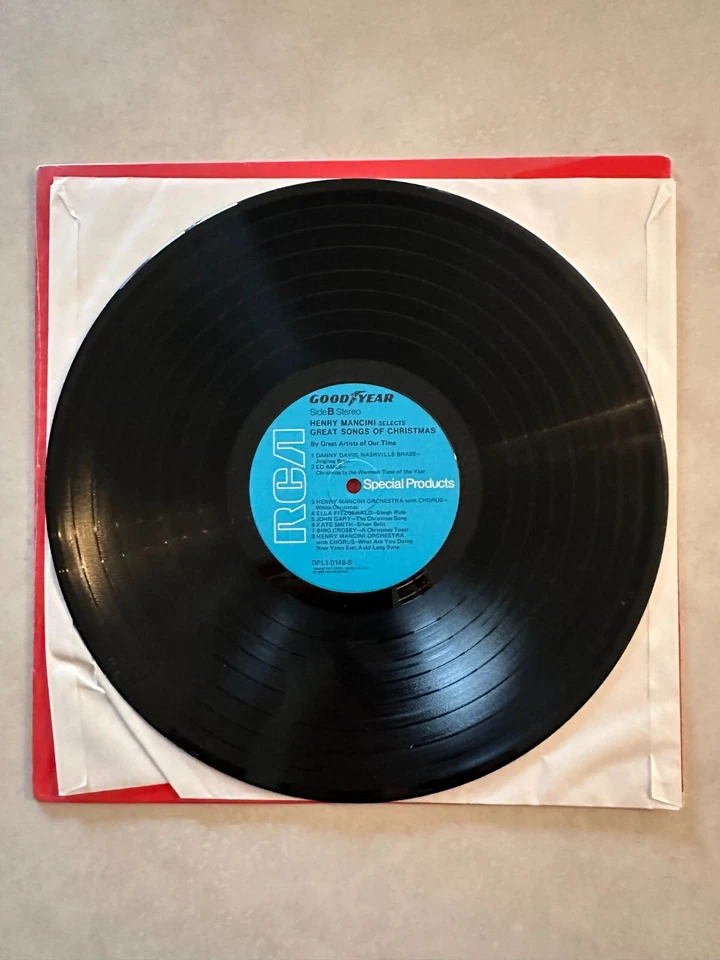 GOODYEAR
Side B Stereo
HENRY MANCINI SELECTS
GREAT SONGS OF CHRISTMAS
By Great Artists of Our Time
1 DANNY DAVIS NASHVILLE BRASS–
Jingling Brass
2 ED AMES–
Christmas Is the Warmest Time of the Year
RCA
Special Products
3 HENRY MANCINI ORCHESTRA with CHORUS–
White Christmas
4 ELLA FITZGERALD–Sleigh Ride
5 JOHN GARY–The Christmas Song
6 KATE SMITH–Silver Bells
7 BING CROSBY–A Christmas Toast
8 HENRY MANCINI ORCHESTRA
with CHORUS–What Are You Doing
New Years Eve; Auld Lang Syne
DPL1-0148-B